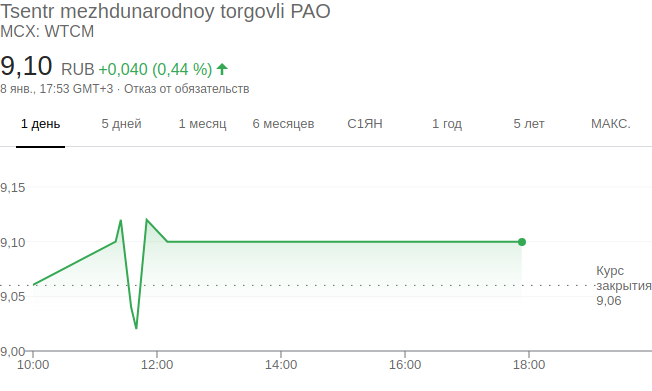 Tsentr mezhdunarodnoy torgovli PAO
MCX: WTCM
9,10 RUB +0,040 (0,44 %)
8 янв., 17:53 GMT+3 · Отказ от обязательств
1 день 5 дней 1 месяц 6 месяцев С1ЯН 1 год 5 лет МАКС.
9,15
9,10
9,05
9,00
Курс
закрытия
9,06
10:00 12:00 14:00 16:00 18:00